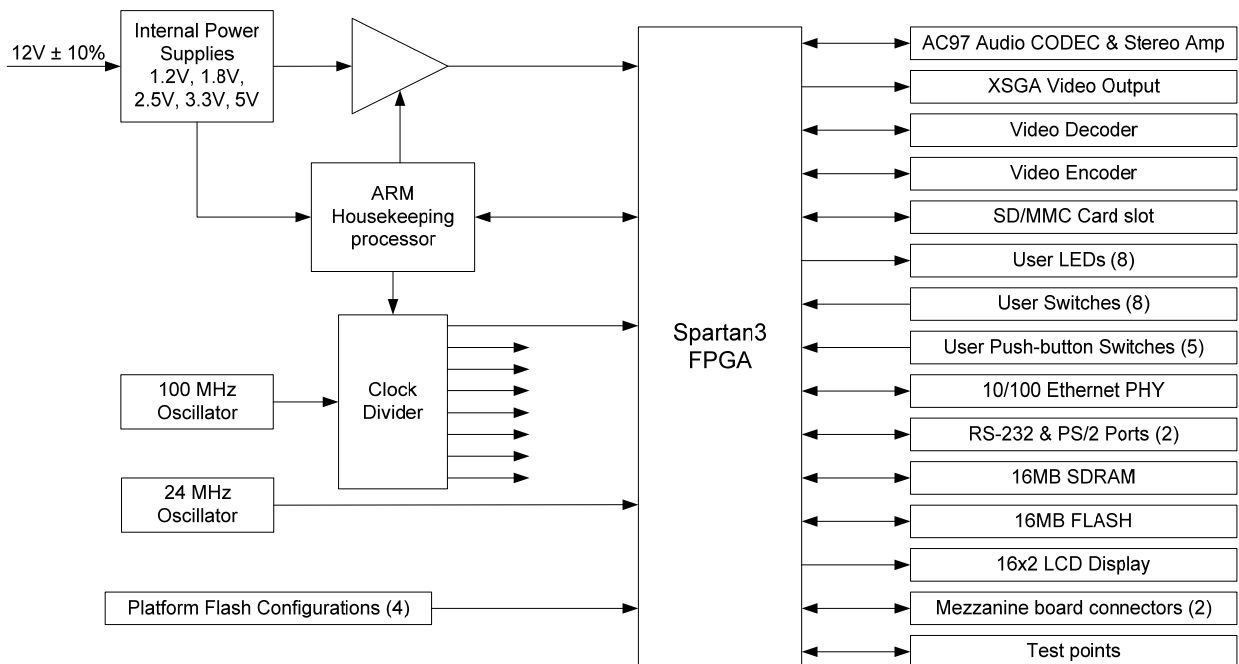 12V ± 10%
Internal Power
Supplies
1.2V, 1.8V,
2.5V, 3.3V, 5V
ARM
Housekeeping
processor
100 MHz
Oscillator
Clock
Divider
24 MHz
Oscillator
Platform Flash Configurations (4)
Spartan3
FPGA
AC97 Audio CODEC & Stereo Amp
XSGA Video Output
Video Decoder
Video Encoder
SD/MMC Card slot
User LEDs (8)
User Switches (8)
User Push-button Switches (5)
10/100 Ethernet PHY
RS-232 & PS/2 Ports (2)
16MB SDRAM
16MB FLASH
16x2 LCD Display
Mezzanine board connectors (2)
Test points